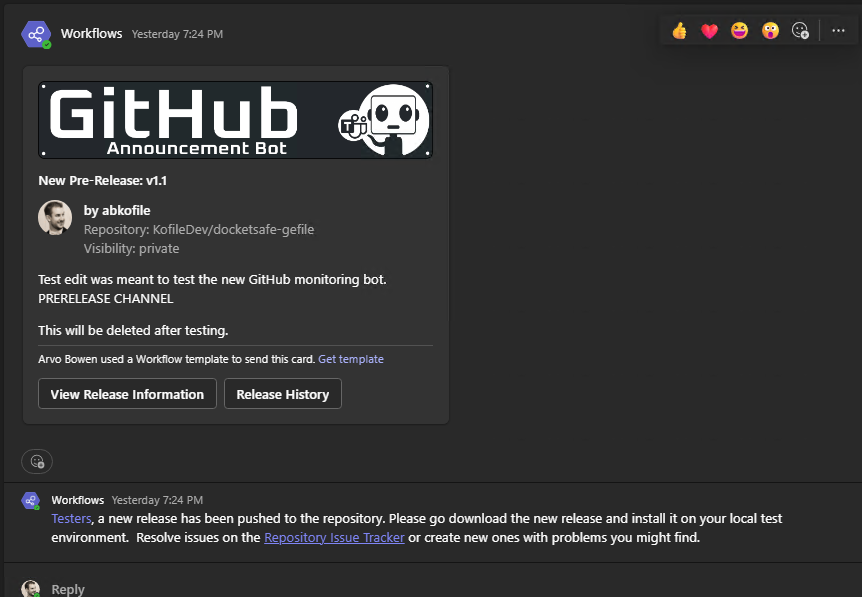 Workflows Yesterday 7:24 PM
GitHub
Announcement Bot
New Pre-Release: v1.1
by abkofile
Repository: KofileDev/docketsafe-gefile
Visibility: private
Test edit was meant to test the new GitHub monitoring bot.
PRERELEASE CHANNEL
This will be deleted after testing.
Arvo Bowen used a Workflow template to send this card. Get template
View Release Information Release History
Workflows Yesterday 7:24 PM
Testers, a new release has been pushed to the repository. Please go download the new release and install it on your local test
environment. Resolve issues on the Repository Issue Tracker or create new ones with problems you might find.
Reply